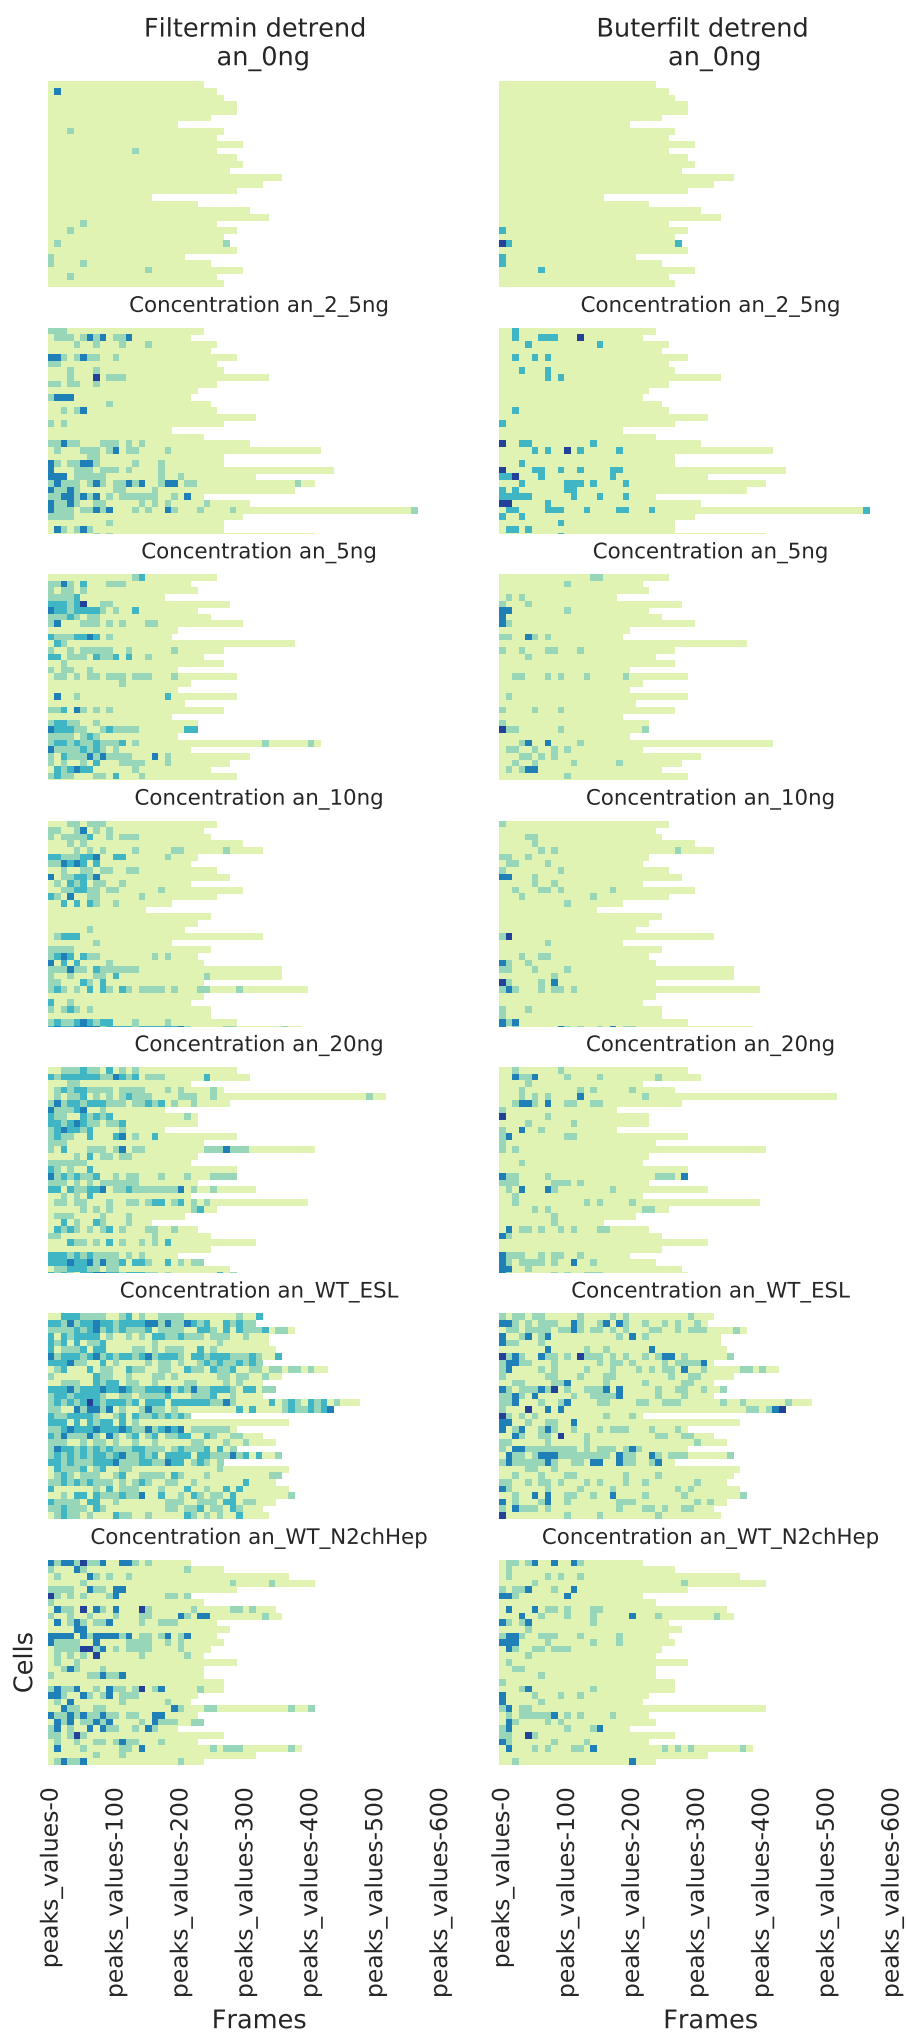 Filtermin detrend
an_0ng
Buterfilt detrend
an_0ng
Concentration an_2_5ng
Concentration an_2_5ng
Concentration an_5ng
Concentration an_5ng
Concentration an_10ng
Concentration an_10ng
Concentration an_20ng
Concentration an_20ng
Concentration an_WT_ESL
Concentration an_WT_ESL
Concentration an_WT_N2chHep
Concentration an_WT_N2chHep
Cells
peaks_values-0
peaks_values-100
peaks_values-200
peaks_values-300
peaks_values-400
peaks_values-500
peaks_values-600
peaks_values-0
peaks_values-100
peaks_values-200
peaks_values-300
peaks_values-400
peaks_values-500
peaks_values-600
Frames
Frames